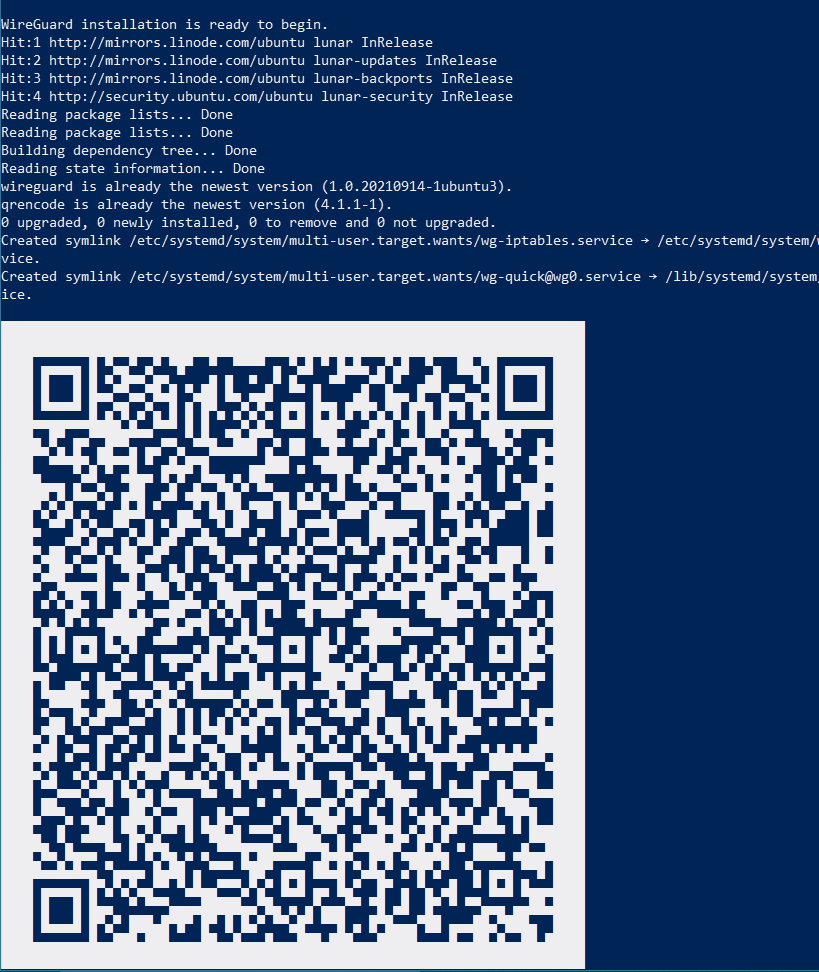 WireGuard installation is ready to begin.
Hit:1 http://mirrors.linode.com/ubuntu lunar InRelease
Hit:2 http://mirrors.linode.com/ubuntu lunar-updates InRelease
Hit:3 http://mirrors.linode.com/ubuntu lunar-backports InRelease
Hit:4 http://security.ubuntu.com/ubuntu lunar-security InRelease
Reading package lists... Done
Reading package lists... Done
Building dependency tree... Done
Reading state information... Done
wireguard is already the newest version (1.0.20210914-1ubuntu3).
qrencode is already the newest version (4.1.1-1).
0 upgraded, 0 newly installed, 0 to remove and 0 not upgraded.
Created symlink /etc/systemd/system/multi-user.target.wants/wg-iptables.service → /etc/systemd/system/w
vice.
Created symlink /etc/systemd/system/multi-user.target.wants/wg-quick@wg0.service → /lib/systemd/system/
ice.